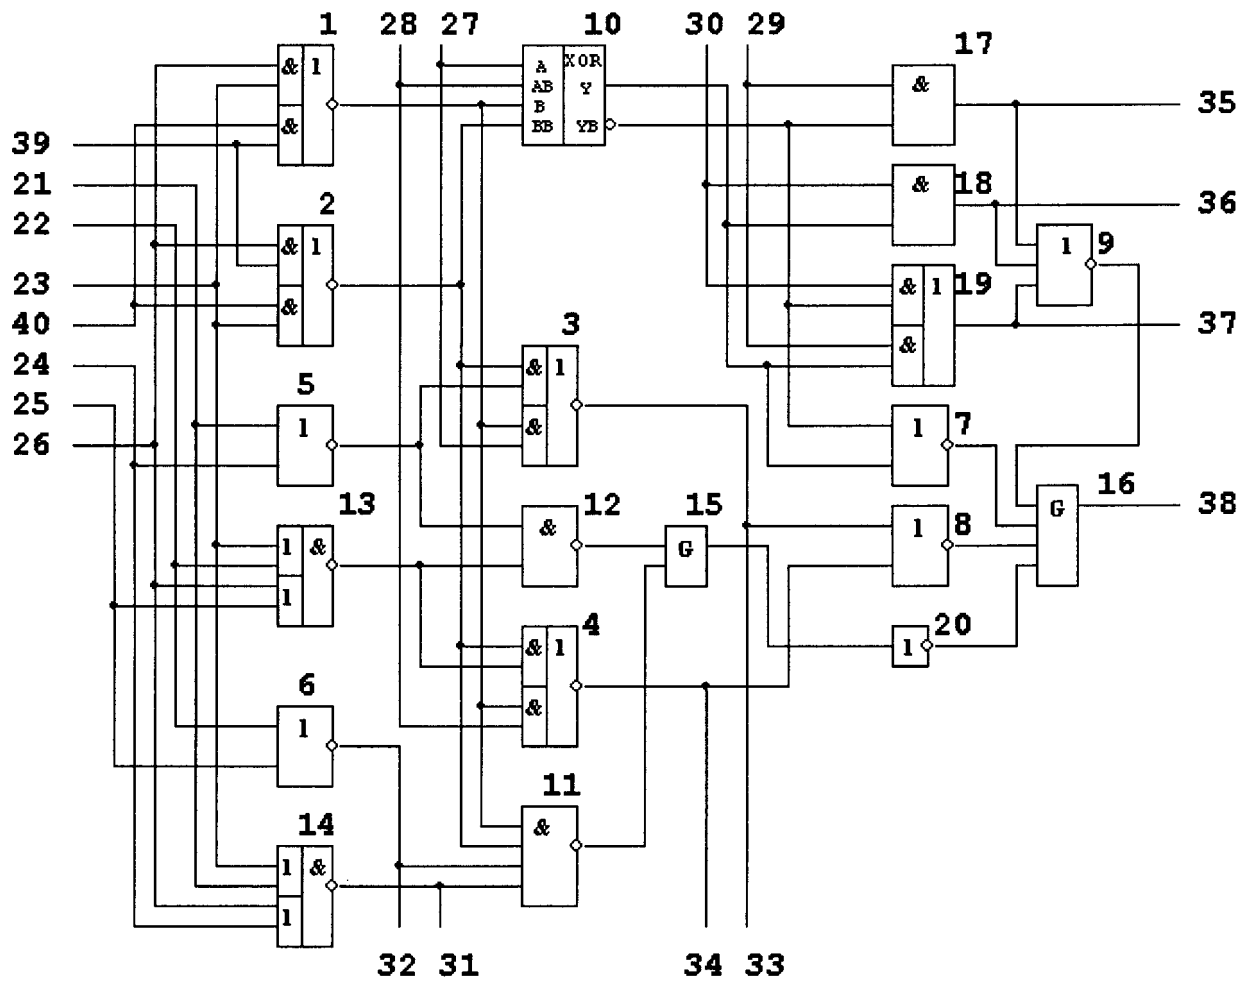 1 28 27 10 30 29 17
& 1 A XOR &
AB Y
B
& BB YB
35
39
21 & 18
22 2 36
& 1 1 9
23 & & 1 19
40 3 37
24 & 1 &
25 5
26 1 & 1 7
13 12 15 16 38
1 & & G 1 8 G
1
4 1 20
& 1
6 &
1
11
14 &
1 &
1
32 31 34 33